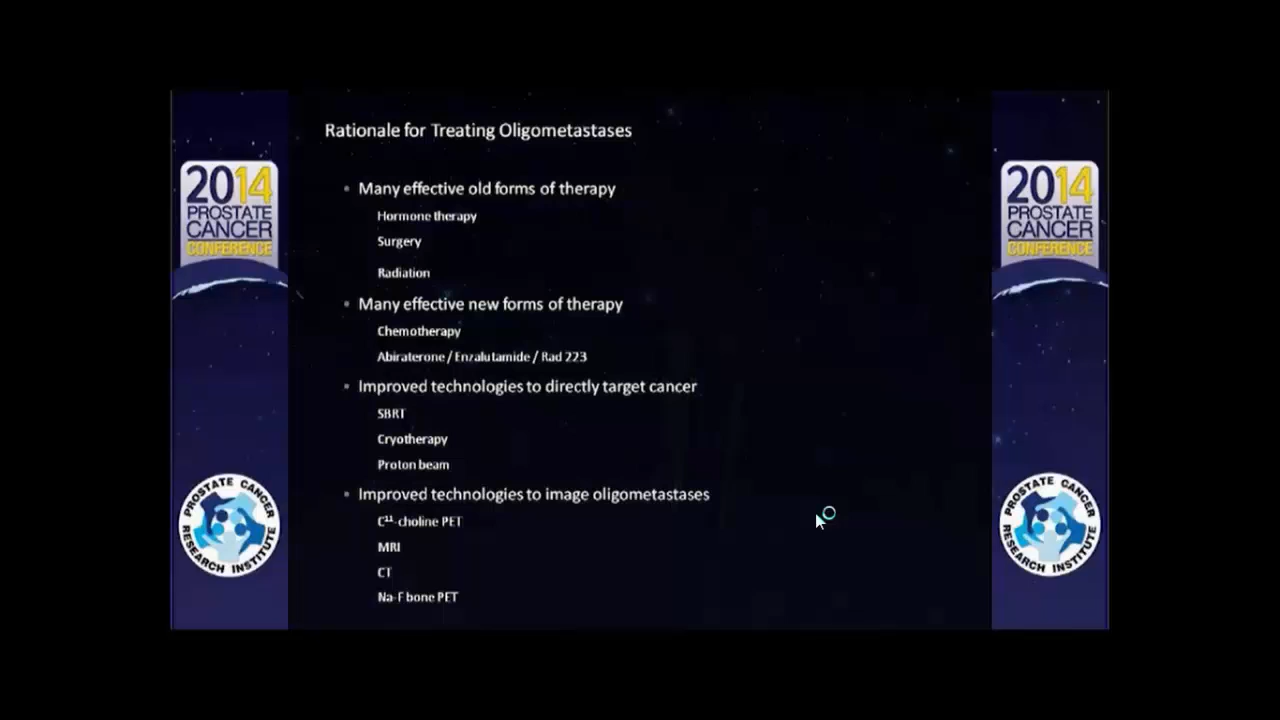 Rationale for Treating Oligometastases
2014
PROSTATE
CANCER
CONFERENCE
Many effective old forms of therapy
Hormone therapy
Surgery
Radiation
Many effective new forms of therapy
Chemotherapy
Abiraterone / Enzalutamide / Rad 223
Improved technologies to directly target cancer
SBRT
Cryotherapy
Proton beam
Improved technologies to image oligometastases
C¹¹-choline PET
MRI
CT
Na-F bone PET
PROSTATE CANCER
RESEARCH INSTITUTE
2014
PROSTATE
CANCER
CONFERENCE
PROSTATE CANCER
RESEARCH INSTITUTE